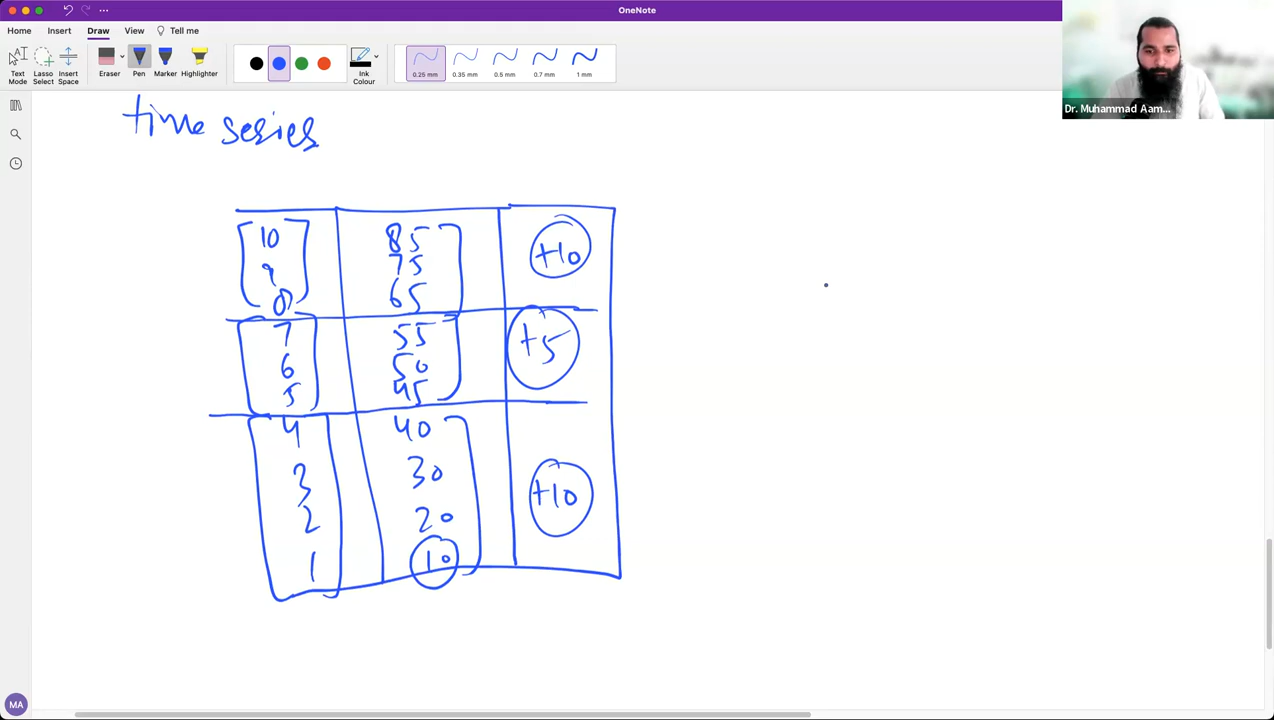 OneNote
Home Insert Draw View Tell me
Text Mode Lasso Select Insert Space Eraser Pen Marker Highlighter Ink Colour 0.25 mm 0.35 mm 0.5 mm 0.7 mm 1 mm
Dr. Muhammad Aam...
time series
10 85 +10
9 75
8 65
7 55 +5
6 50
5 45
4 40
3 30 +10
2 20
1 10
MA